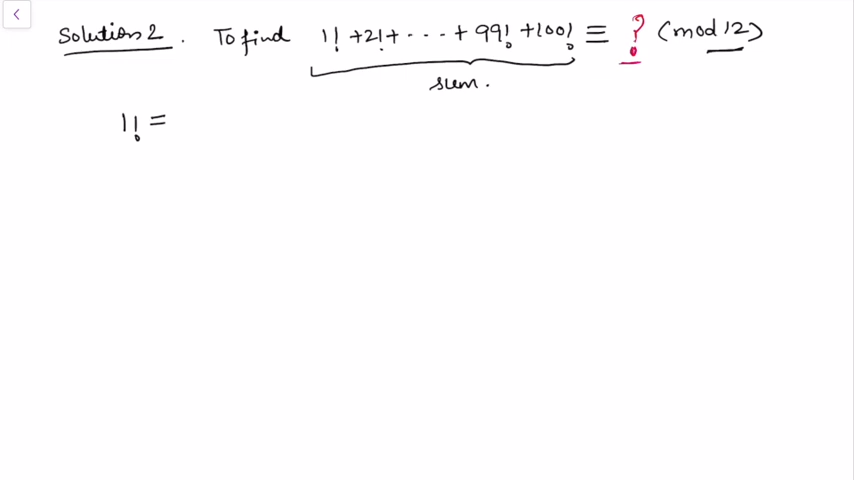 Solution 2. To find 1! + 2! + ... + 99! + 100! ≡ ? (mod 12)
sum.
1! =